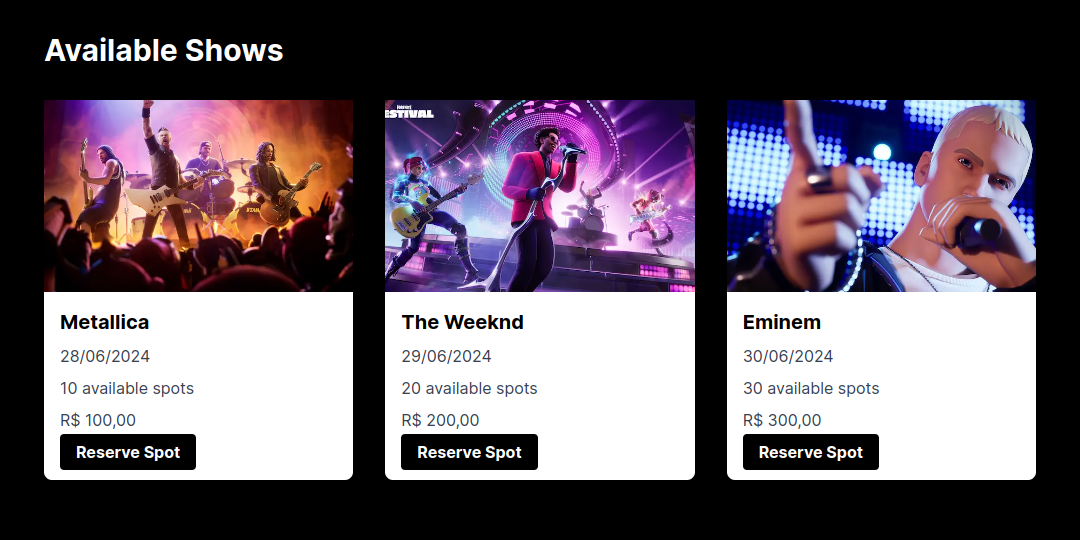 Available Shows
ESTIVAL
Metallica
28/06/2024
10 available spots
R$ 100,00
Reserve Spot
The Weeknd
29/06/2024
20 available spots
R$ 200,00
Reserve Spot
Eminem
30/06/2024
30 available spots
R$ 300,00
Reserve Spot